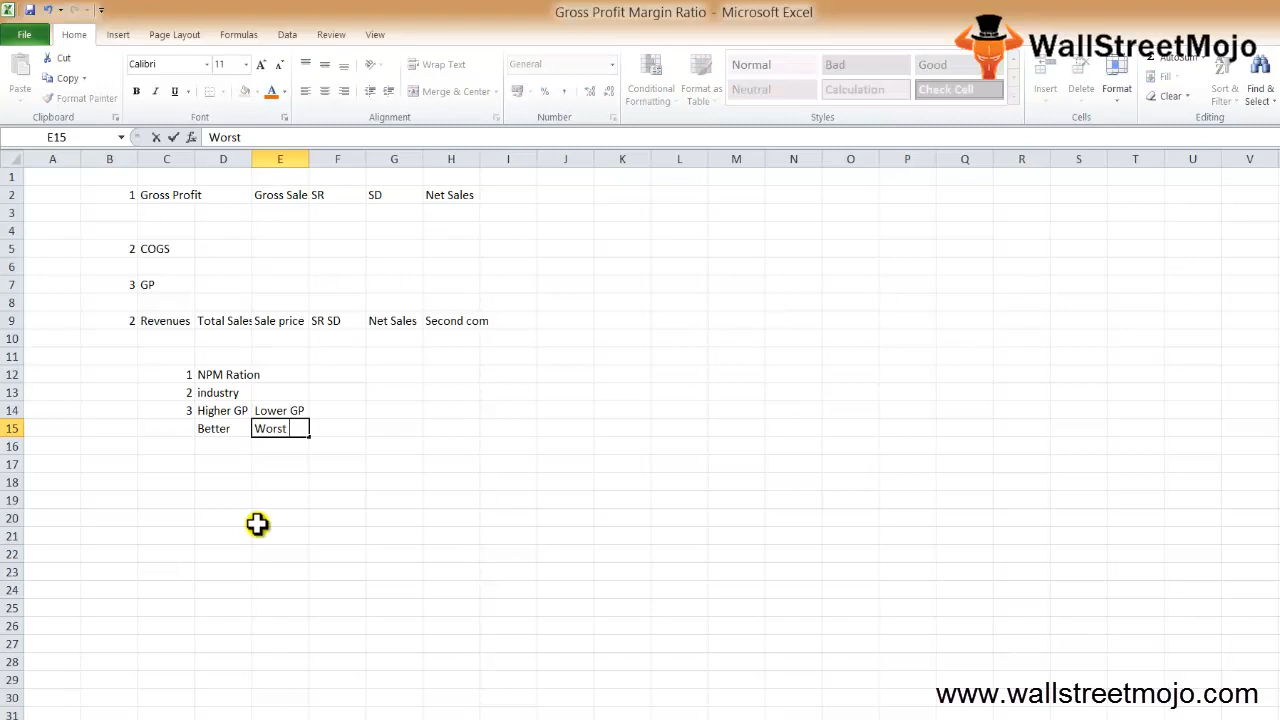 Gross Profit Margin Ratio - Microsoft Excel
File Home Insert Page Layout Formulas Data Review View
WallStreetMojo
Paste
Cut
Copy
Format Painter
Clipboard
Calibri 11
B I U A
Font
Wrap Text
Merge & Center
Alignment
General
Number
Conditional Formatting
Format as Table
Normal Bad Good
Neutral Calculation Check Cell
Styles
Insert Delete Format
Cells
AutoSum
Fill
Clear
Sort & Filter
Find & Select
Editing
E15 fx Worst
A B C D E F G H I J K L M N O P Q R S T U V
1
2 1 Gross Profit Gross Sale SR SD Net Sales
3
4
5 2 COGS
6
7 3 GP
8
9 2 Revenues Total Sales Sale price SR SD Net Sales Second com
10
11
12 1 NPM Ration
13 2 industry
14 3 Higher GP Lower GP
15 Better Worst
16
17
18
19
20
21
22
23
24
25
26
27
28
29
30
31
www.wallstreetmojo.com